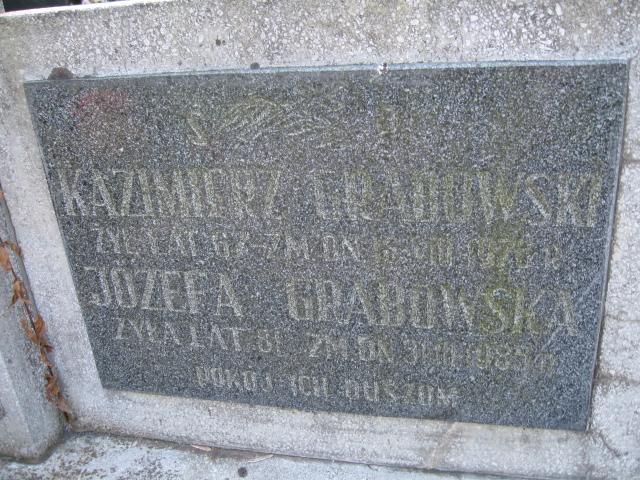 Ś P
KAZIMIERZ GRABOWSKI
ŻYŁ LAT 67 ZM. DN.
JÓZEFA GRABOWSKA
ŻYŁA LAT 81 ZM. DN.
POKÓJ ICH DUSZOM